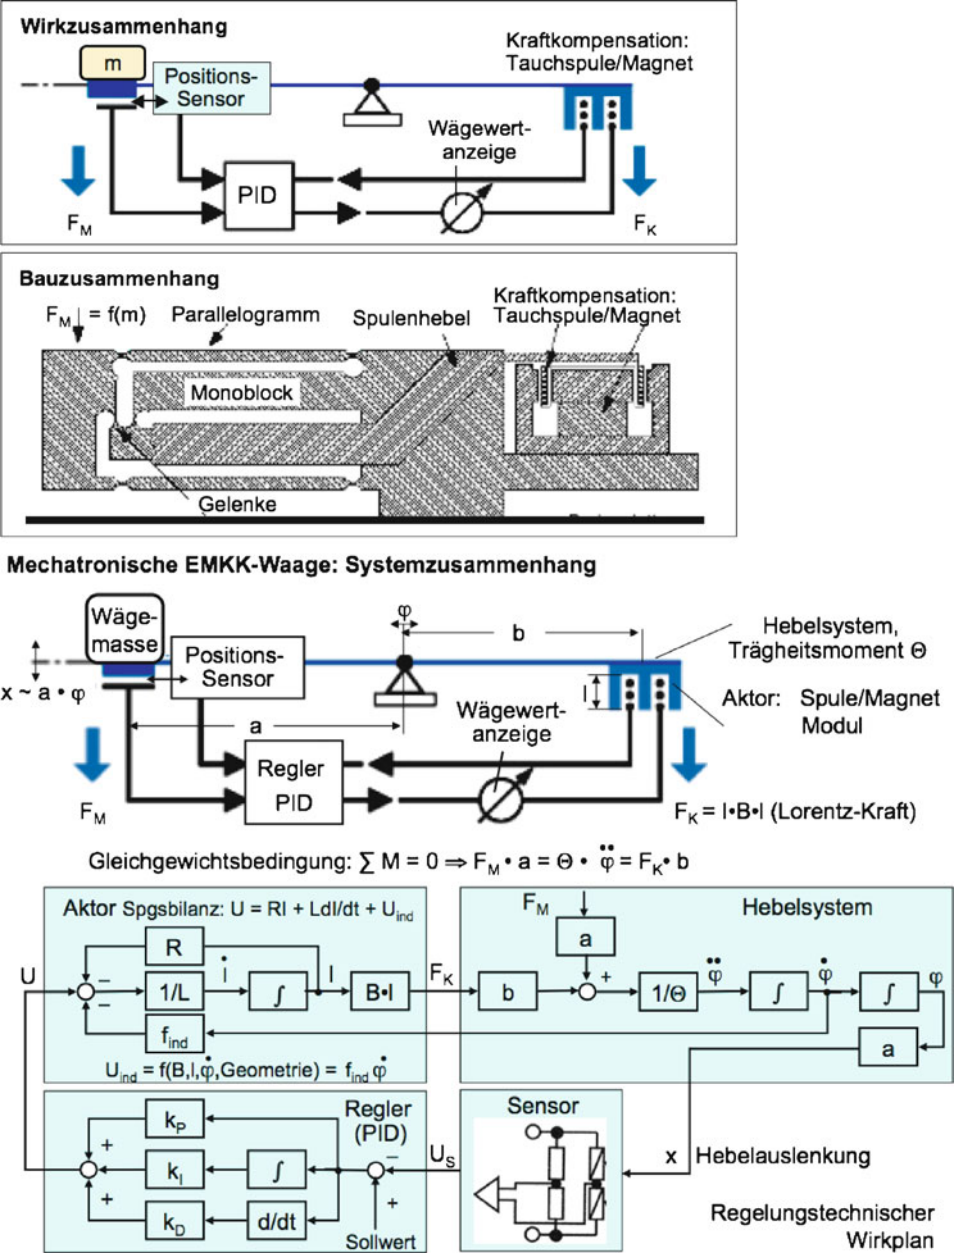 Wirkzusammenhang
Kraftkompensation:
Tauchspule/Magnet
m
Positions-
Sensor
Wägewert-
anzeige
PID
F_M
F_K
Bauzusammenhang
Kraftkompensation:
Tauchspule/Magnet
F_M = f(m)
Parallelogramm
Spulenhebel
Monoblock
Gelenke
Mechatronische EMKK-Waage: Systemzusammenhang
Wäge-
masse
φ
b
Hebelsystem,
Trägheitsmoment Θ
Positions-
Sensor
x ~ a • φ
l
Aktor: Spule/Magnet
Modul
a
Wägewert-
anzeige
Regler
PID
F_M
F_K = I•B•l (Lorentz-Kraft)
Gleichgewichtsbedingung: ∑ M = 0 ⇒ F_M • a = Θ • φ̈ = F_K • b
Aktor Spgsbilanz: U = RI + LdI/dt + U_ind
R
U
–
–
1/L
İ
∫
I
B•l
F_K
f_ind
U_ind = f(B,l,φ̇,Geometrie) = f_ind φ̇
F_M
Hebelsystem
a
+
b
1/Θ
φ̈
∫
φ̇
∫
φ
a
Regler
(PID)
k_P
+
k_I
∫
+
k_D
d/dt
–
+
Sollwert
U_S
Sensor
x Hebelauslenkung
Regelungstechnischer
Wirkplan